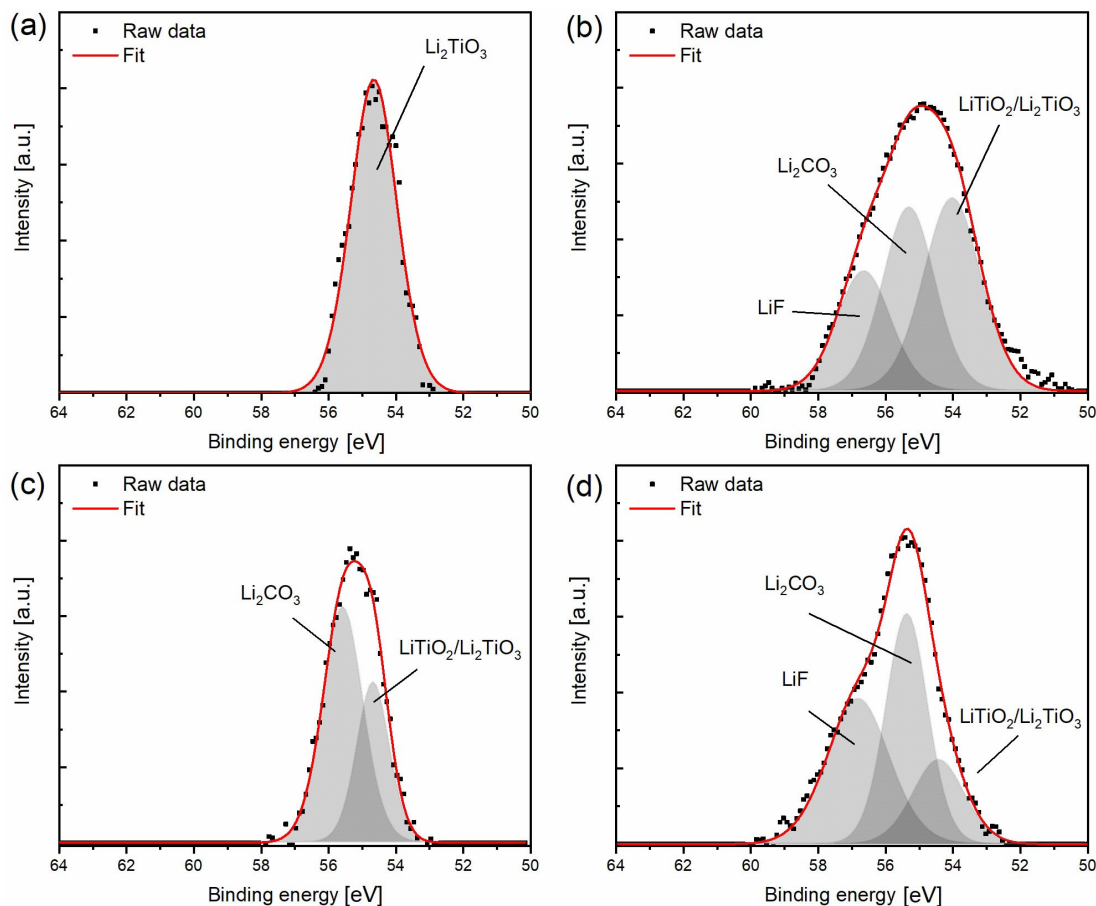 (a)
Raw data
Fit
Li₂TiO₃
Intensity [a.u.]
64 62 60 58 56 54 52 50
Binding energy [eV]
(b)
Raw data
Fit
LiTiO₂/Li₂TiO₃
Li₂CO₃
LiF
Intensity [a.u.]
64 62 60 58 56 54 52 50
Binding energy [eV]
(c)
Raw data
Fit
Li₂CO₃
LiTiO₂/Li₂TiO₃
Intensity [a.u.]
64 62 60 58 56 54 52 50
Binding energy [eV]
(d)
Raw data
Fit
Li₂CO₃
LiF
LiTiO₂/Li₂TiO₃
Intensity [a.u.]
64 62 60 58 56 54 52 50
Binding energy [eV]